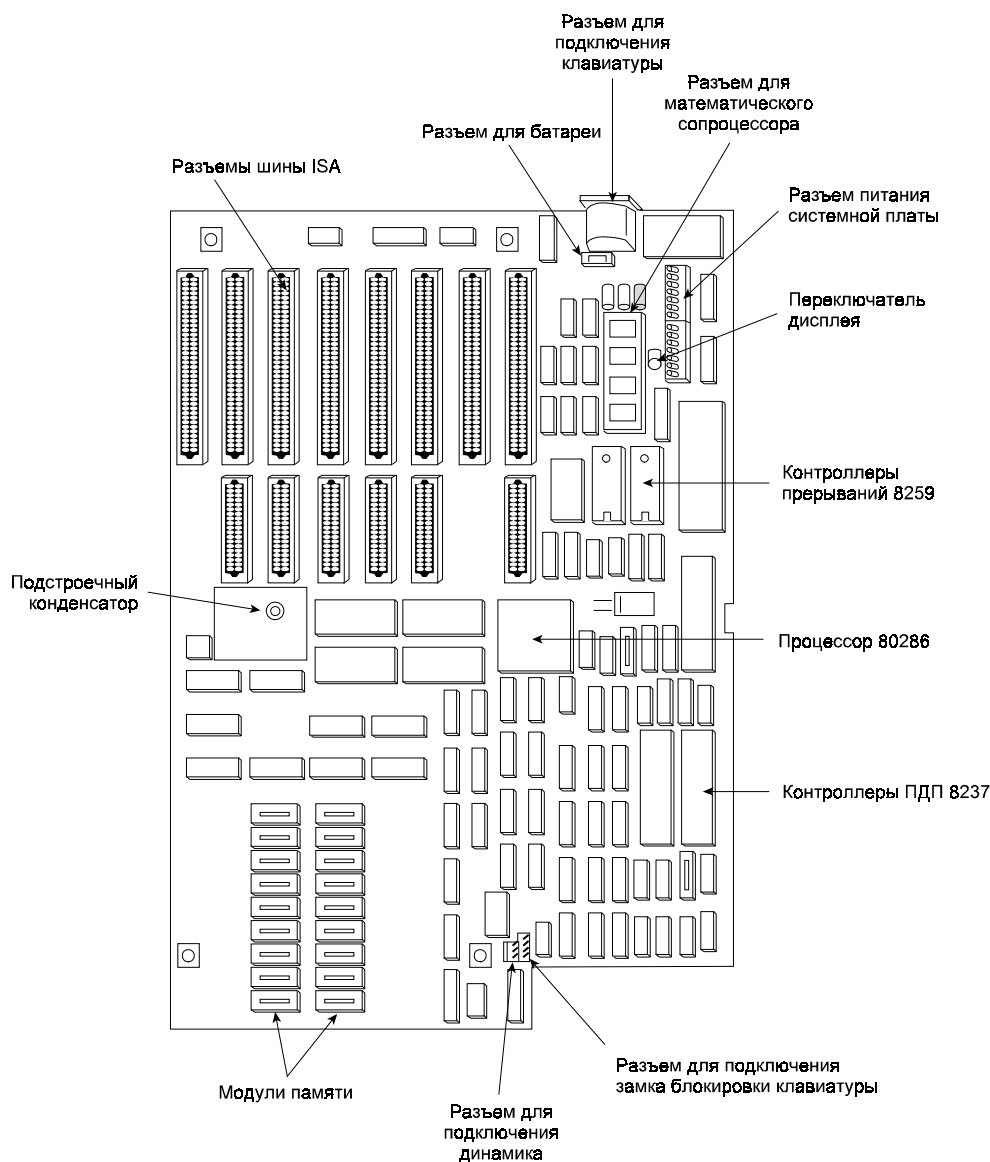 Разъем для
подключения
клавиатуры
Разъем для
математического
сопроцессора
Разъем для батареи
Разъемы шины ISA
Разъем питания
системной платы
Переключатель
дисплея
Контроллеры
прерываний 8259
Подстроечный
конденсатор
Процессор 80286
Контроллеры ПДП 8237
Модули памяти
Разъем для подключения
замка блокировки клавиатуры
Разъем для
подключения
динамика